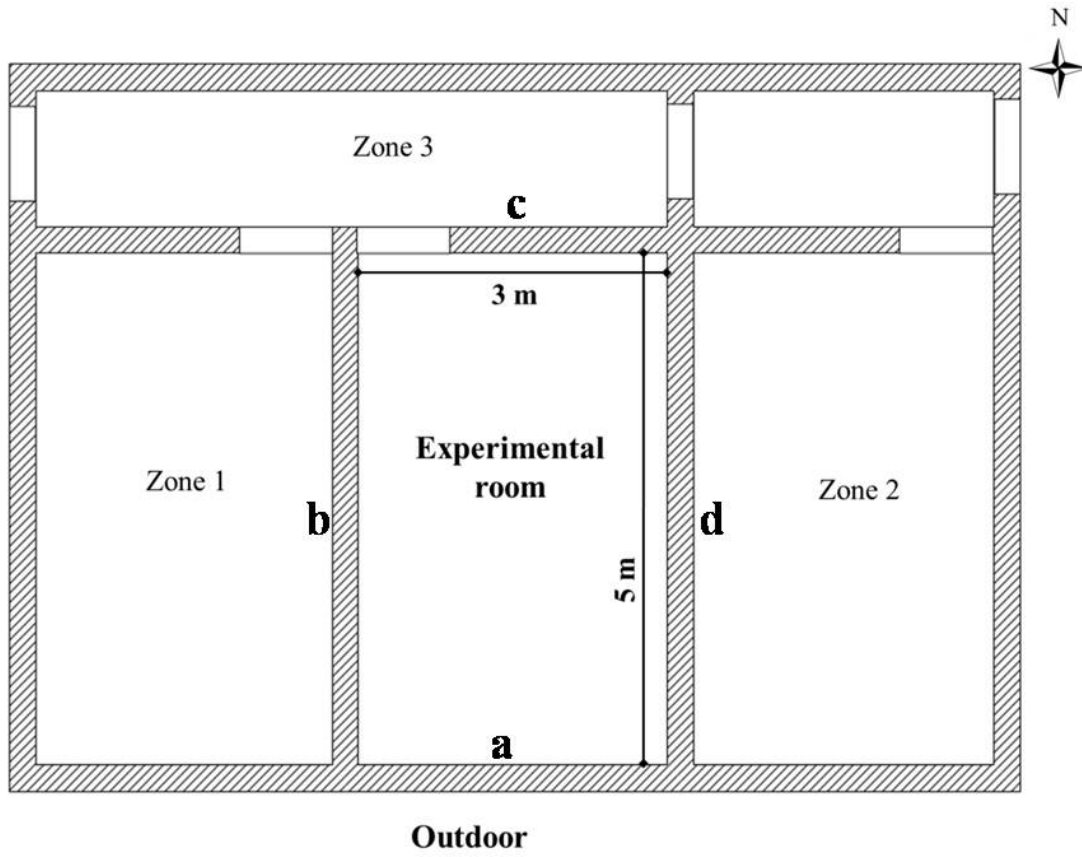 N
Zone 3
c
3 m
Experimental
room
Zone 1
Zone 2
b
d
5 m
a
Outdoor